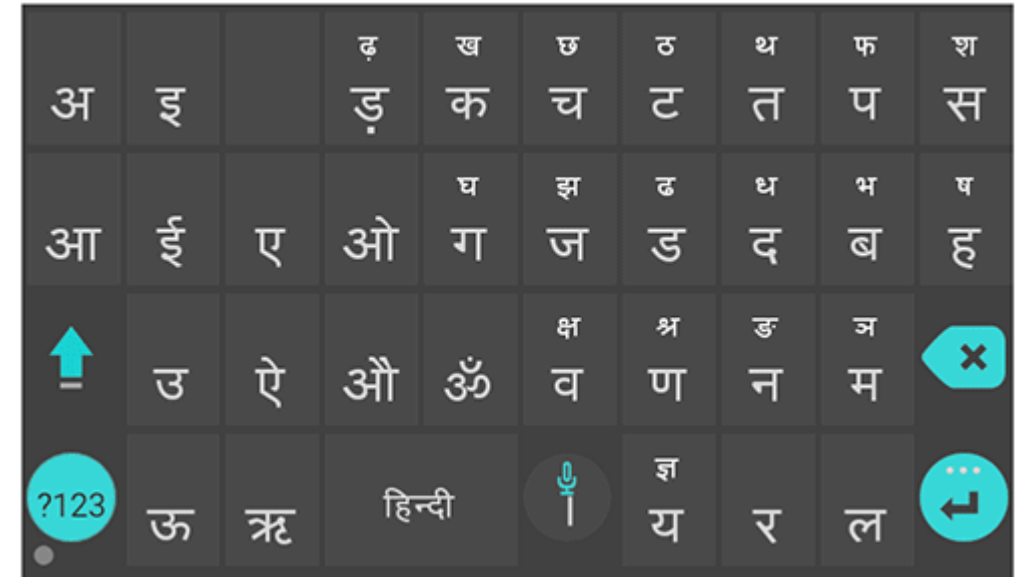 ढ़ ख छ ठ थ फ श
अ इ ड़ क च ट त प स
घ झ ढ ध भ ष
आ ई ए ओ ग ज ड द ब ह
क्ष श्र ङ ञ
उ ऐ औ ॐ व ण न म
ज्ञ
?123 ऊ ऋ हिन्दी । य र ल